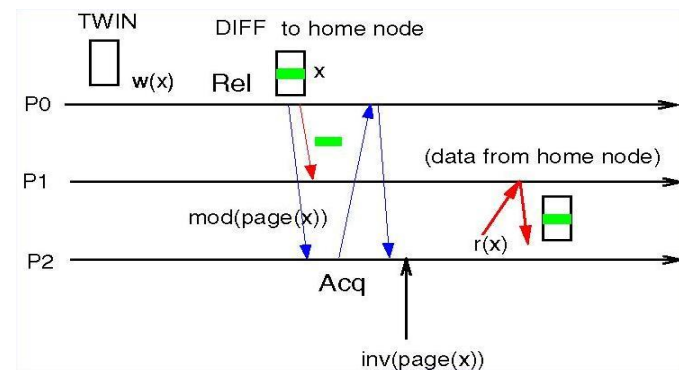 TWIN
DIFF to home node
w(x)
Rel
x
P0
(data from home node)
P1
mod(page(x))
r(x)
P2
Acq
inv(page(x))